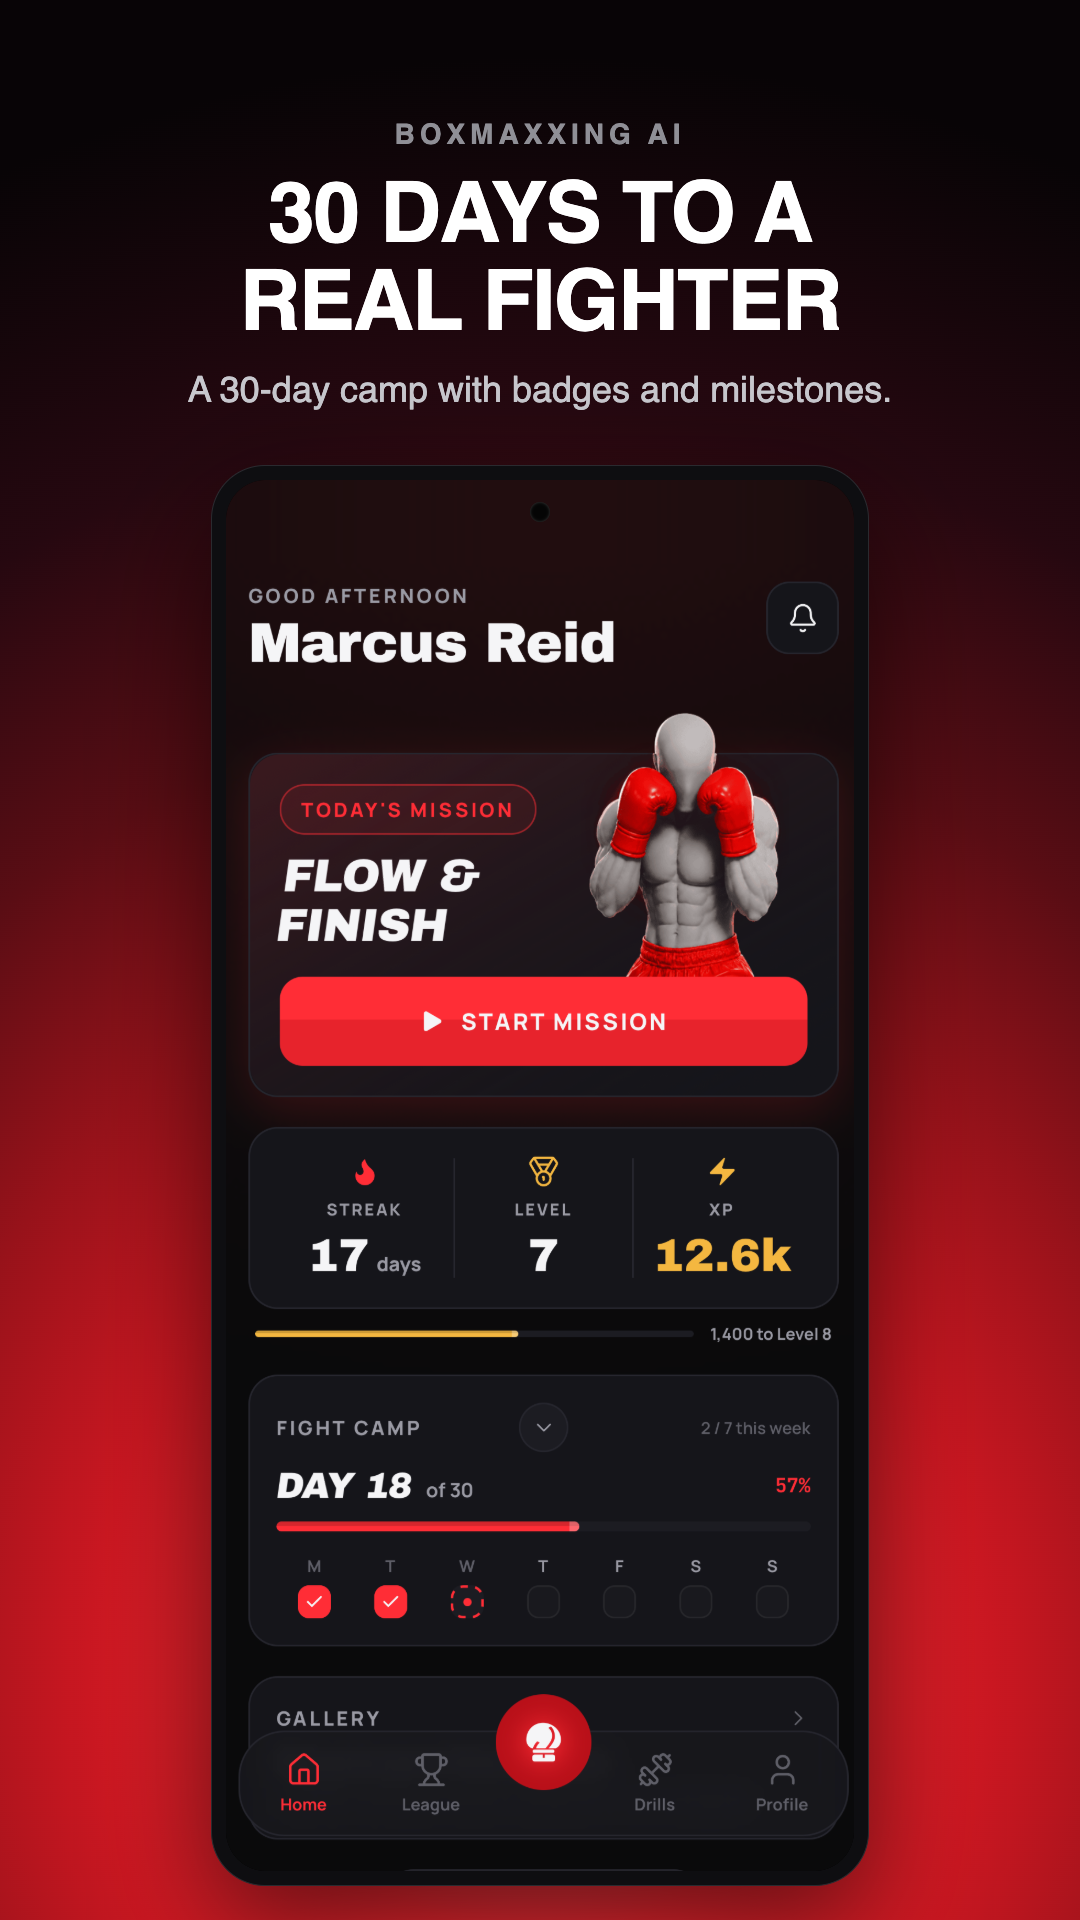 BOXMAXXING AI
30 DAYS TO A
REAL FIGHTER
A 30-day camp with badges and milestones.
GOOD AFTERNOON
Marcus Reid
TODAY'S MISSION
FLOW &
FINISH
START MISSION
STREAK
17 days
LEVEL
7
XP
12.6k
1,400 to Level 8
FIGHT CAMP
2 / 7 this week
DAY 18 of 30
57%
M T W T F S S
GALLERY
Home
League
Drills
Profile